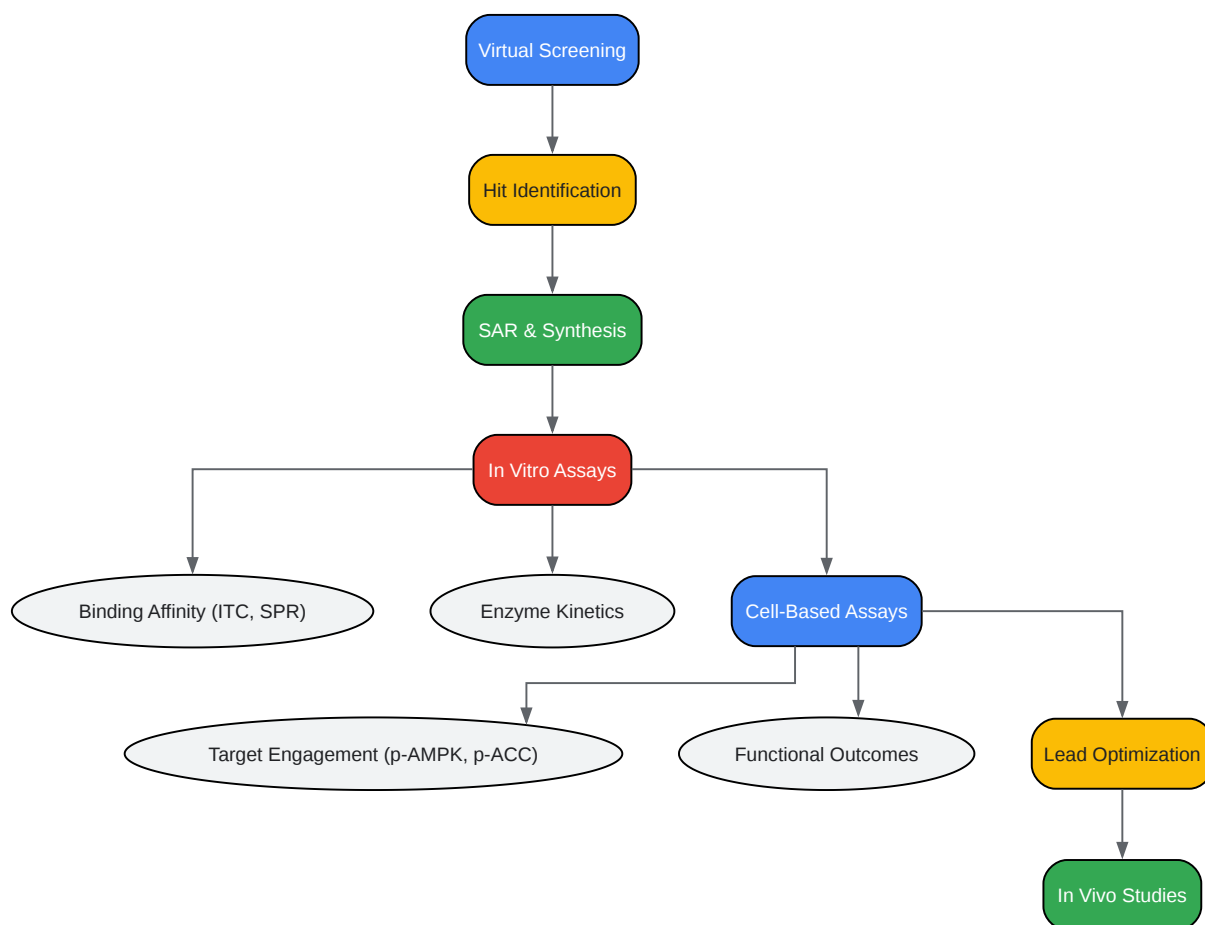 Virtual Screening
Hit Identification
SAR & Synthesis
In Vitro Assays
Binding Affinity (ITC, SPR)
Enzyme Kinetics
Cell-Based Assays
Target Engagement (p-AMPK, p-ACC)
Functional Outcomes
Lead Optimization
In Vivo Studies